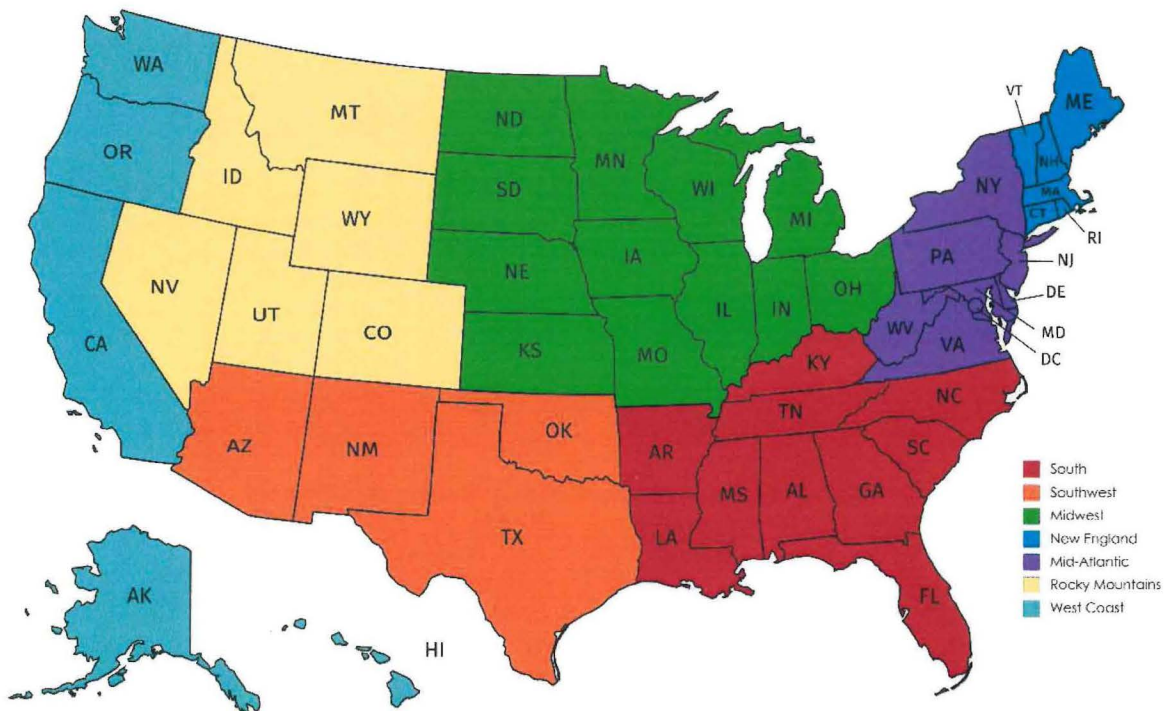 WA
MT
ND
VT
ME
OR
MN
ID
SD
WI
NY
NH
WY
MI
MA
CT
RI
NE
IA
PA
NJ
NV
UT
CO
IL
IN
OH
DE
CA
KS
MO
WV
VA
MD
DC
KY
AZ
NM
OK
AR
TN
NC
SC
TX
LA
MS
AL
GA
FL
AK
HI
South
Southwest
Midwest
New England
Mid-Atlantic
Rocky Mountains
West Coast